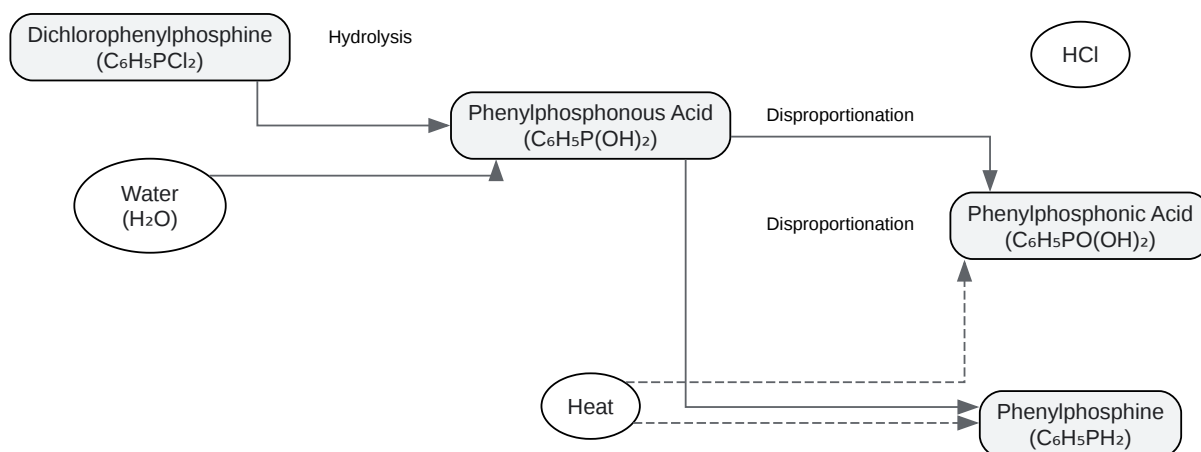 Dichlorophenylphosphine
(C₆H₅PCl₂)
Hydrolysis
HCl
Phenylphosphonous Acid
(C₆H₅P(OH)₂)
Disproportionation
Water
(H₂O)
Disproportionation
Phenylphosphonic Acid
(C₆H₅PO(OH)₂)
Heat
Phenylphosphine
(C₆H₅PH₂)